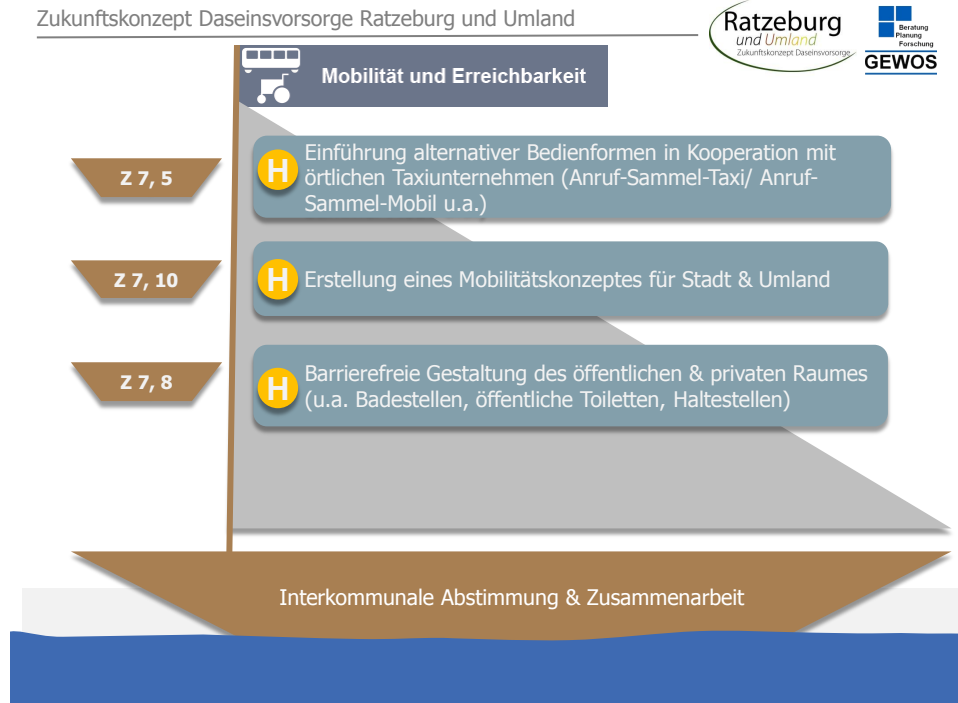 Zukunftskonzept Daseinsvorsorge Ratzeburg und Umland
Ratzeburg
und Umland
Zukunftskonzept Daseinsvorsorge
Beratung
Planung
Forschung
GEWOS
Mobilität und Erreichbarkeit
Z 7, 5
H
Einführung alternativer Bedienformen in Kooperation mit
örtlichen Taxiunternehmen (Anruf-Sammel-Taxi/ Anruf-
Sammel-Mobil u.a.)
Z 7, 10
H
Erstellung eines Mobilitätskonzeptes für Stadt & Umland
Z 7, 8
H
Barrierefreie Gestaltung des öffentlichen & privaten Raumes
(u.a. Badestellen, öffentliche Toiletten, Haltestellen)
Interkommunale Abstimmung & Zusammenarbeit